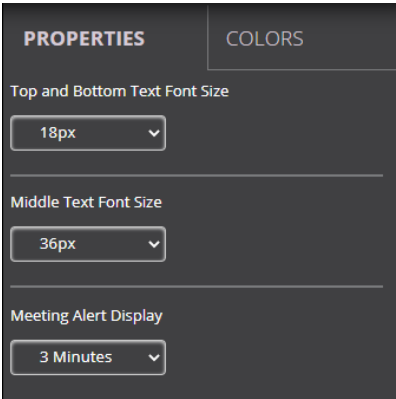 PROPERTIES COLORS
Top and Bottom Text Font Size
18px
Middle Text Font Size
36px
Meeting Alert Display
3 Minutes